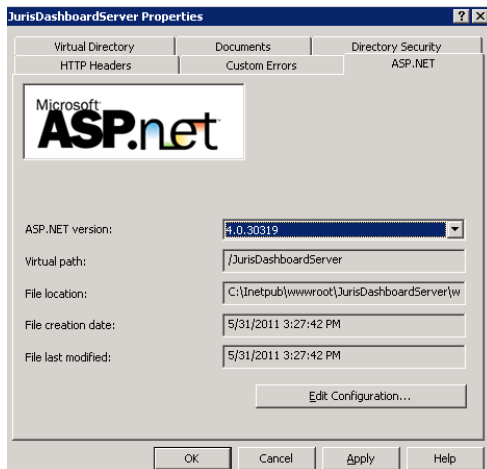 JurisDashboardServer Properties
Virtual Directory Documents Directory Security
HTTP Headers Custom Errors ASP.NET
Microsoft
ASP.net
ASP.NET version: 4.0.30319
Virtual path: /JurisDashboardServer
File location: C:\Inetpub\wwwroot\JurisDashboardServer\w
File creation date: 5/31/2011 3:27:42 PM
File last modified: 5/31/2011 3:27:42 PM
Edit Configuration...
OK Cancel Apply Help